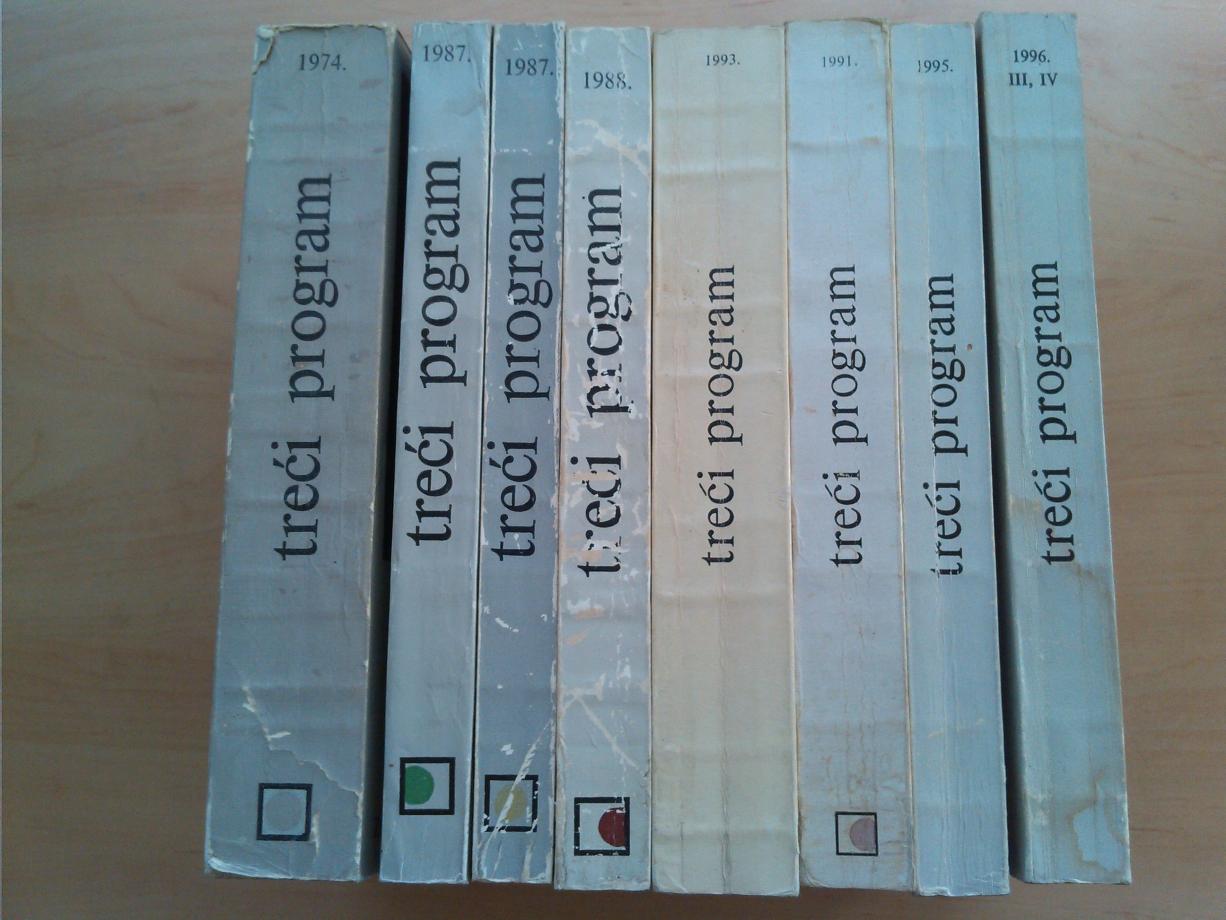 1974.
treći program
1987.
treći program
1987.
treći program
1988.
treći program
1993.
treći program
1991.
treći program
1995.
treći program
1996.
III, IV
treći program